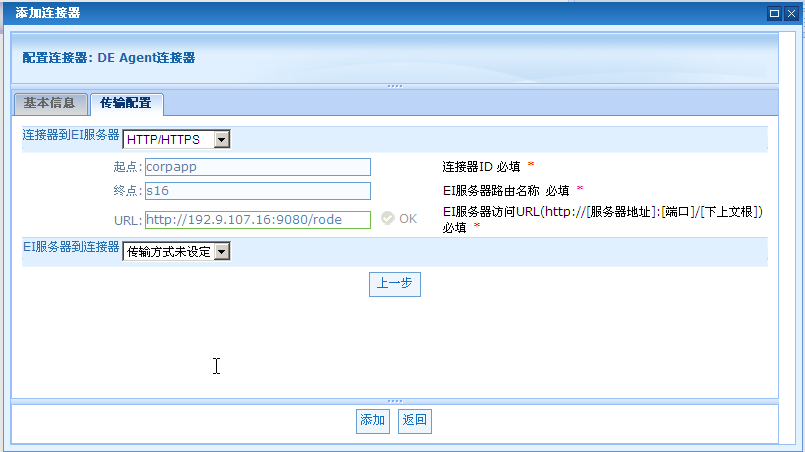 添加连接器
配置连接器: DE Agent连接器
基本信息 传输配置
连接器到EI服务器 HTTP/HTTPS
起点: corpapp 连接器ID 必填 *
终点: s16 EI服务器路由名称 必填 *
URL: http://192.9.107.16:9080/rode OK EI服务器访问URL(http://[服务器地址]:[端口]/[下上文根])
必填 *
EI服务器到连接器 传输方式未设定
上一步
添加 返回